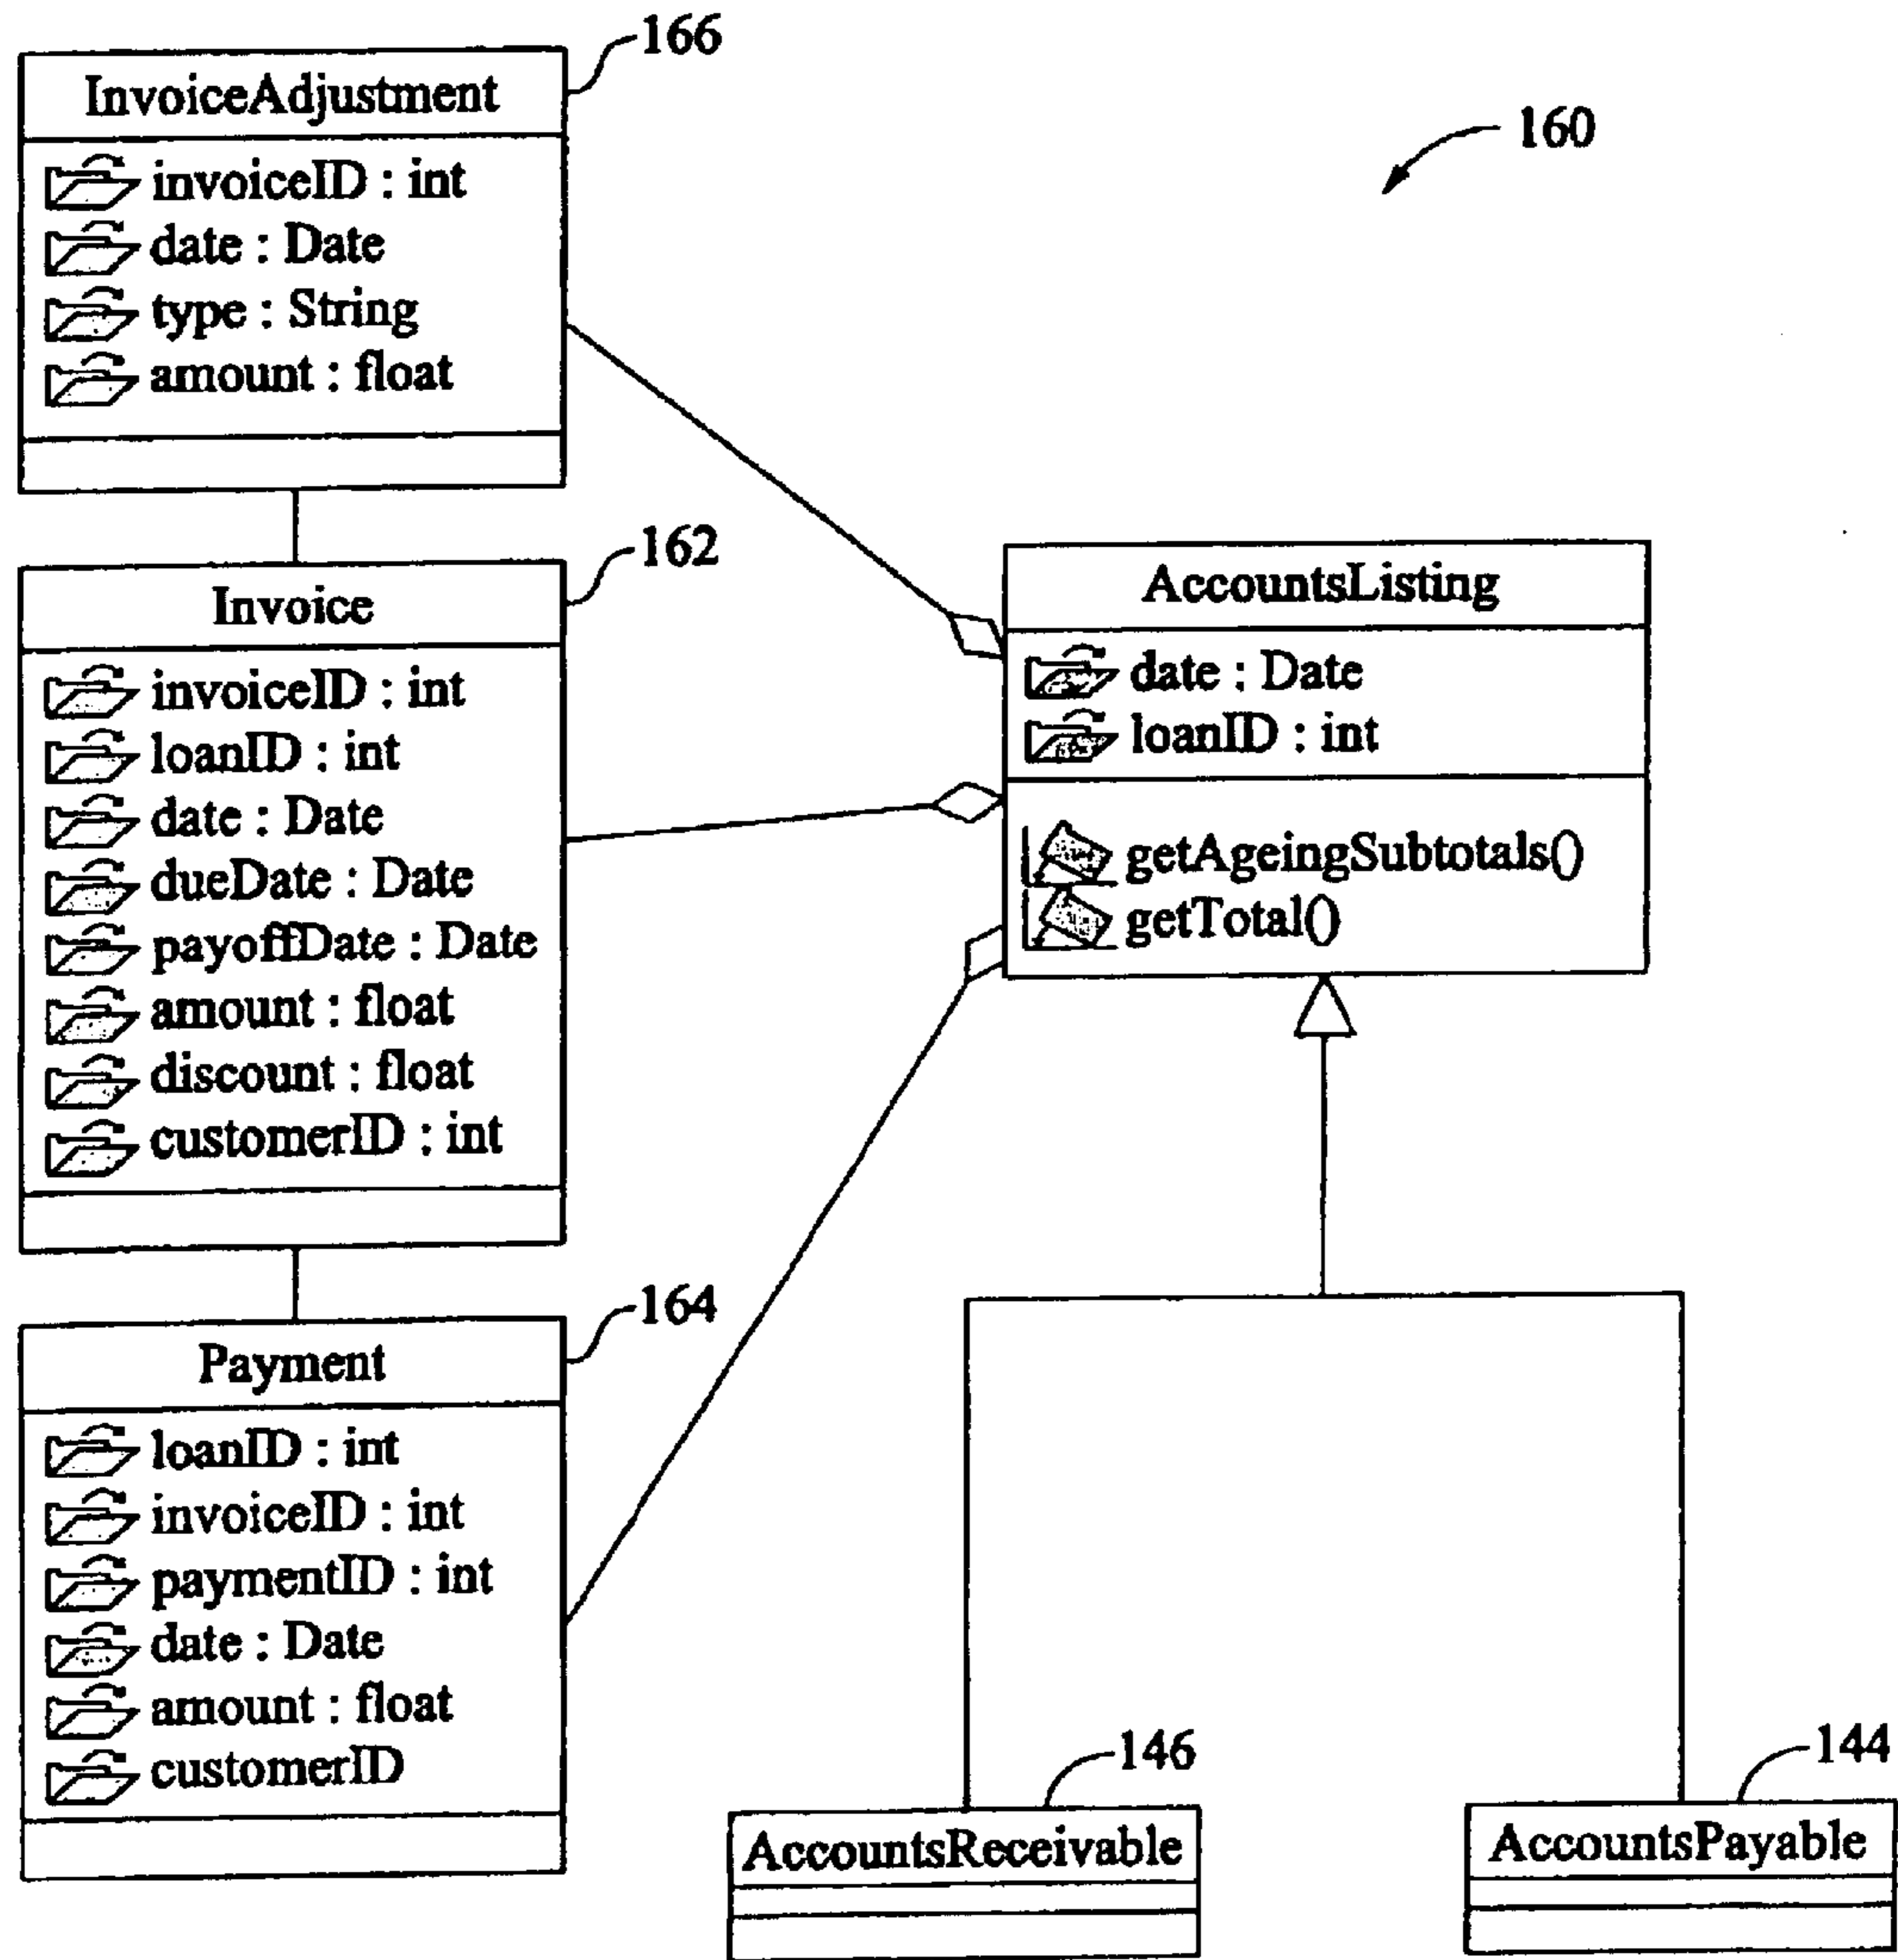 166
InvoiceAdjustment
invoiceID : int
date : Date
type : String
amount : float
160
162
Invoice
invoiceID : int
loanID : int
date : Date
dueDate : Date
payoffDate : Date
amount : float
discount : float
customerID : int
AccountsListing
date : Date
loanID : int
getAgeingSubtotals()
getTotal()
164
Payment
loanID : int
invoiceID : int
paymentID : int
date : Date
amount : float
customerID
146
AccountsReceivable
144
AccountsPayable